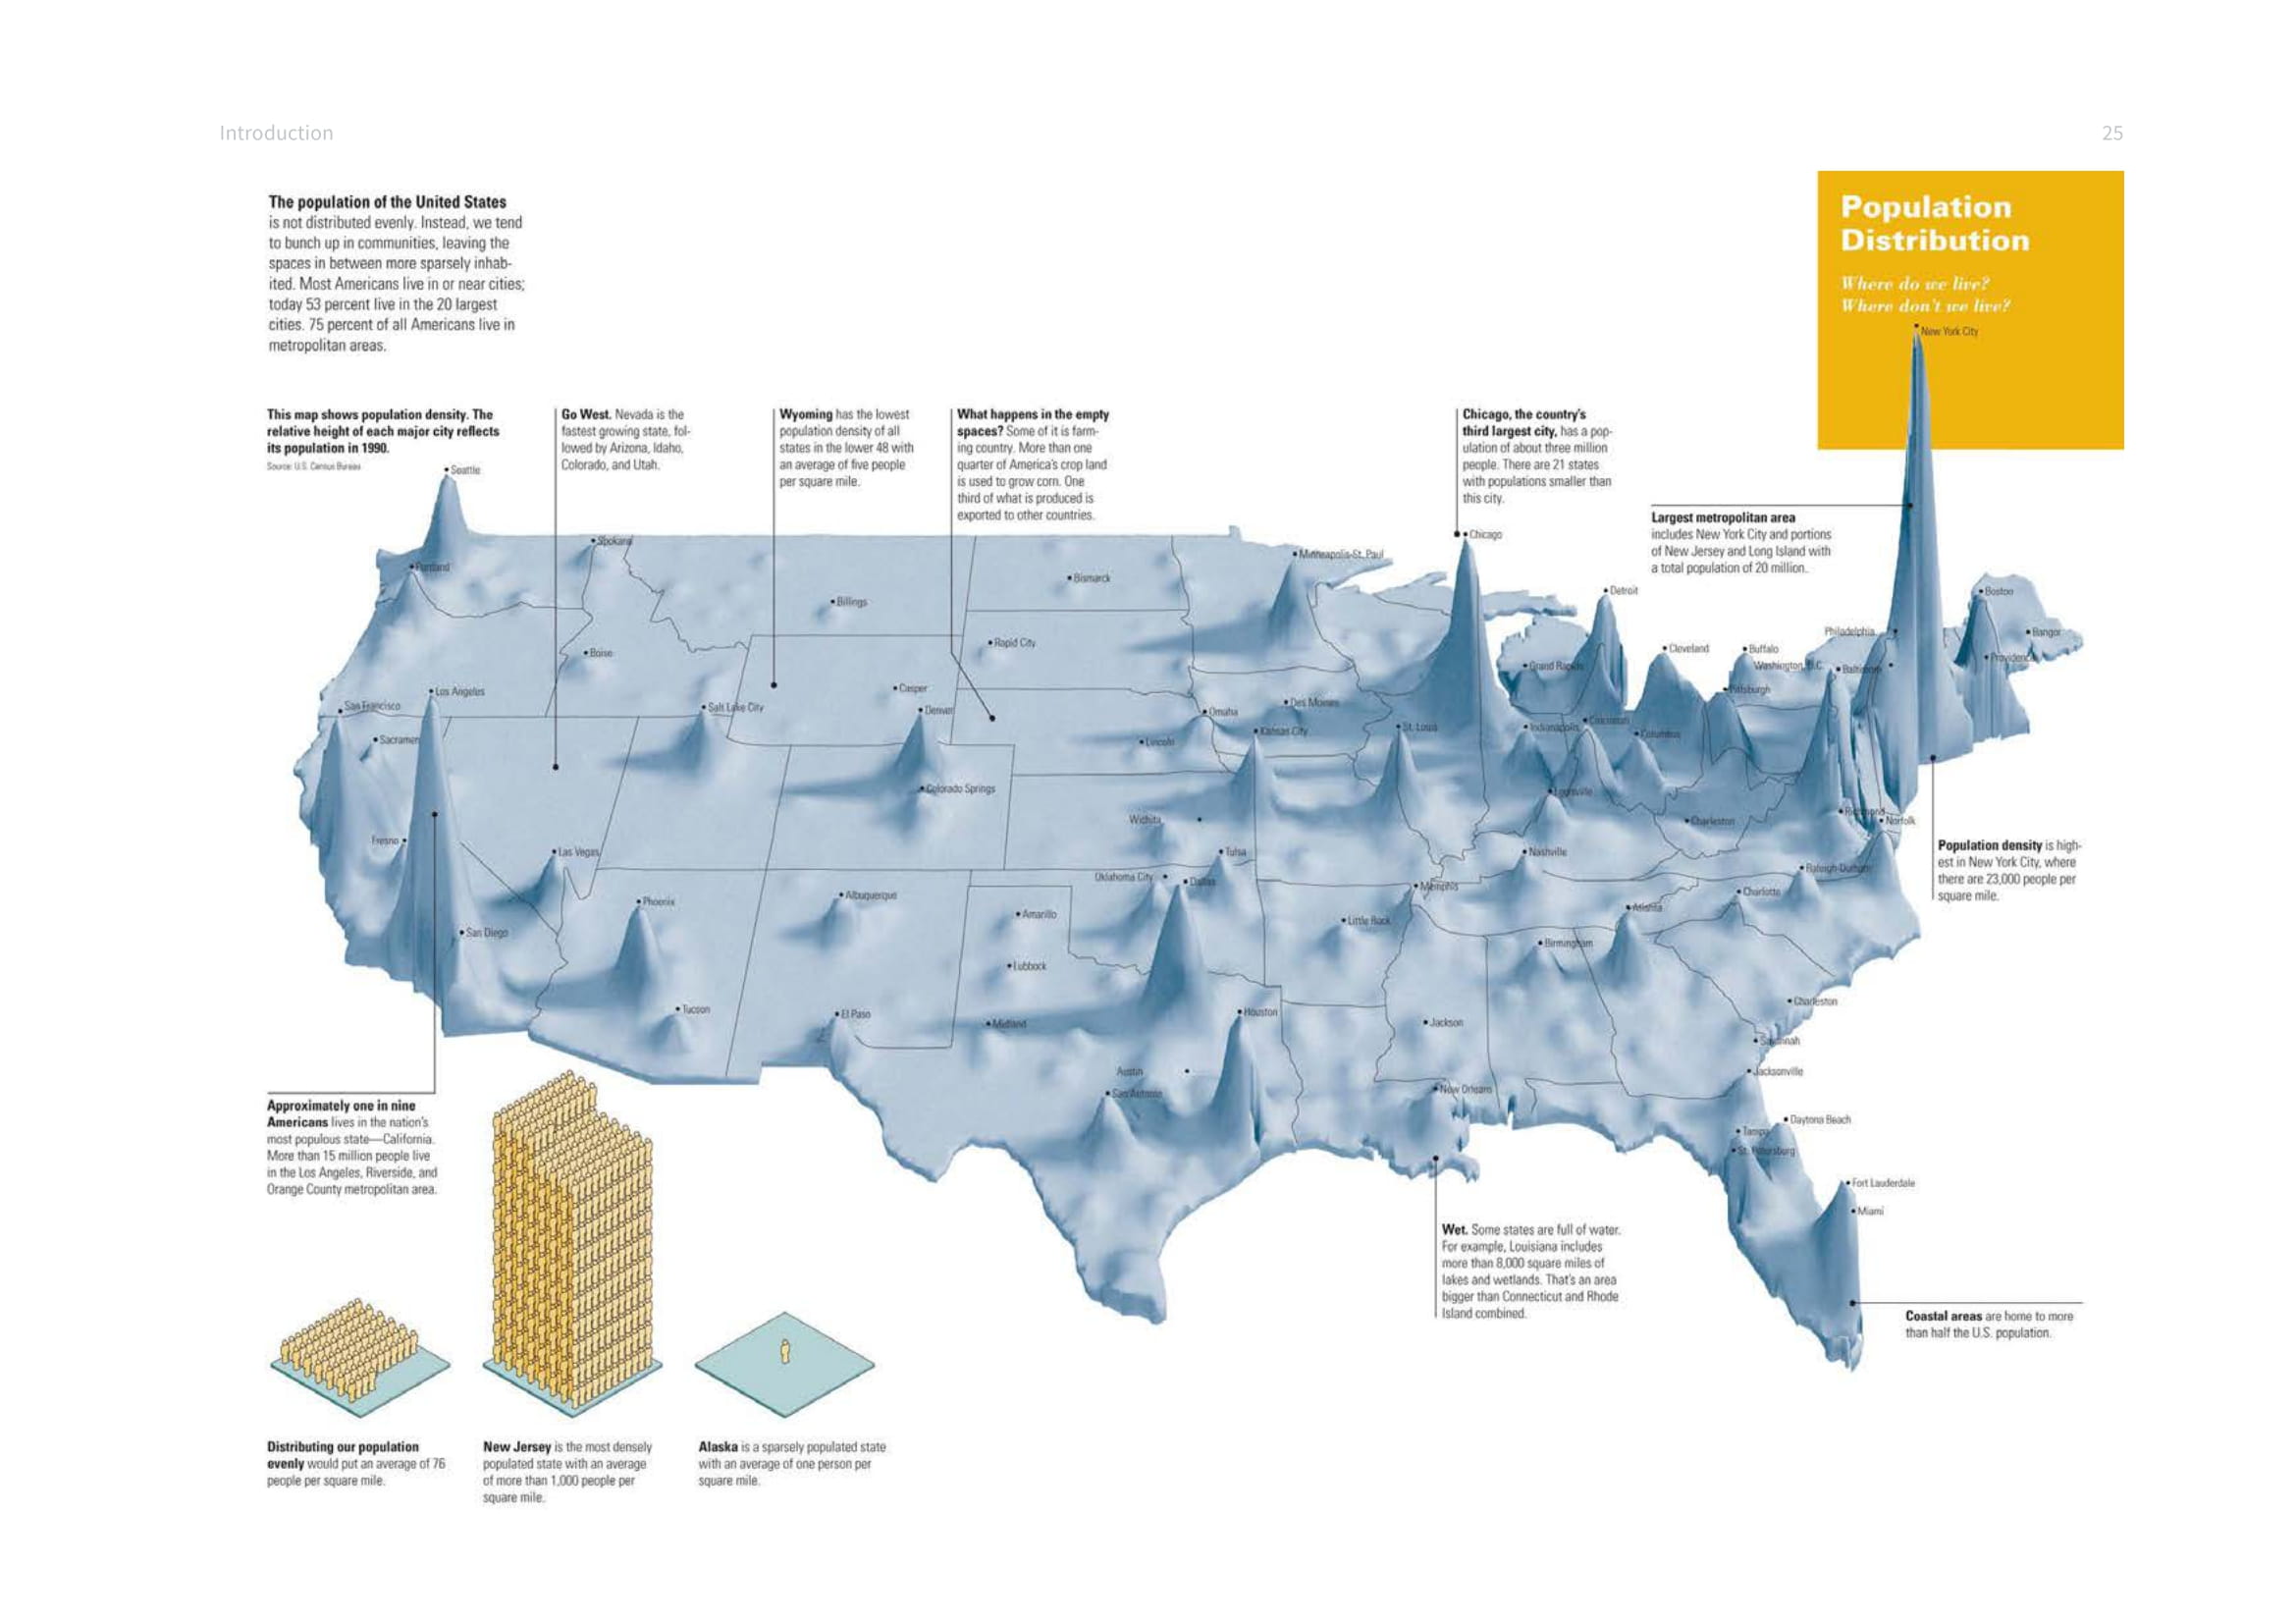 Introduction
25
The population of the United States
is not distributed evenly. Instead, we tend
to bunch up in communities, leaving the
spaces in between more sparsely inhab-
ited. Most Americans live in or near cities;
today 53 percent live in the 20 largest
cities. 75 percent of all Americans live in
metropolitan areas.
Population
Distribution
Where do we live?
Where don't we live?
New York City
This map shows population density. The
relative height of each major city reflects
its population in 1990.
Source: U.S. Census Bureau
Go West. Nevada is the
fastest growing state, fol-
lowed by Arizona, Idaho,
Colorado, and Utah.
Wyoming has the lowest
population density of all
states in the lower 48 with
an average of five people
per square mile.
What happens in the empty
spaces? Some of it is farm-
ing country. More than one
quarter of America's crop land
is used to grow corn. One
third of what is produced is
exported to other countries.
Chicago, the country's
third largest city, has a pop-
ulation of about three million
people. There are 21 states
with populations smaller than
this city.
Largest metropolitan area
includes New York City and portions
of New Jersey and Long Island with
a total population of 20 million.
Seattle
Spokane
Portland
Minneapolis-St. Paul
Chicago
Bismarck
Billings
Detroit
Boston
Rapid City
Boise
Philadelphia
Bangor
Cleveland
Buffalo
Washington, D.C.
Baltimore
Providence
Grand Rapids
Pittsburgh
Los Angeles
San Francisco
Salt Lake City
Casper
Denver
Omaha
Des Moines
Sacramen
Lincoln
Kansas City
St. Louis
Indianapolis
Cincinnati
Columbus
Colorado Springs
Louisville
Wichita
Charleston
Richmond
Norfolk
Fresno
Las Vegas
Tulsa
Nashville
Raleigh-Durham
Oklahoma City
Dallas
Memphis
Charlotte
Phoenix
Albuquerque
Amarillo
Little Rock
Atlanta
San Diego
Birmingham
Lubbock
Tucson
El Paso
Midland
Houston
Jackson
Charleston
Savannah
Austin
San Antonio
New Orleans
Jacksonville
Daytona Beach
Tampa
St. Petersburg
Fort Lauderdale
Miami
Population density is high-
est in New York City, where
there are 23,000 people per
square mile.
Approximately one in nine
Americans lives in the nation's
most populous state—California.
More than 15 million people live
in the Los Angeles, Riverside, and
Orange County metropolitan area.
Wet. Some states are full of water.
For example, Louisiana includes
more than 8,000 square miles of
lakes and wetlands. That's an area
bigger than Connecticut and Rhode
Island combined.
Coastal areas are home to more
than half the U.S. population.
Distributing our population
evenly would put an average of 76
people per square mile.
New Jersey is the most densely
populated state with an average
of more than 1,000 people per
square mile.
Alaska is a sparsely populated state
with an average of one person per
square mile.